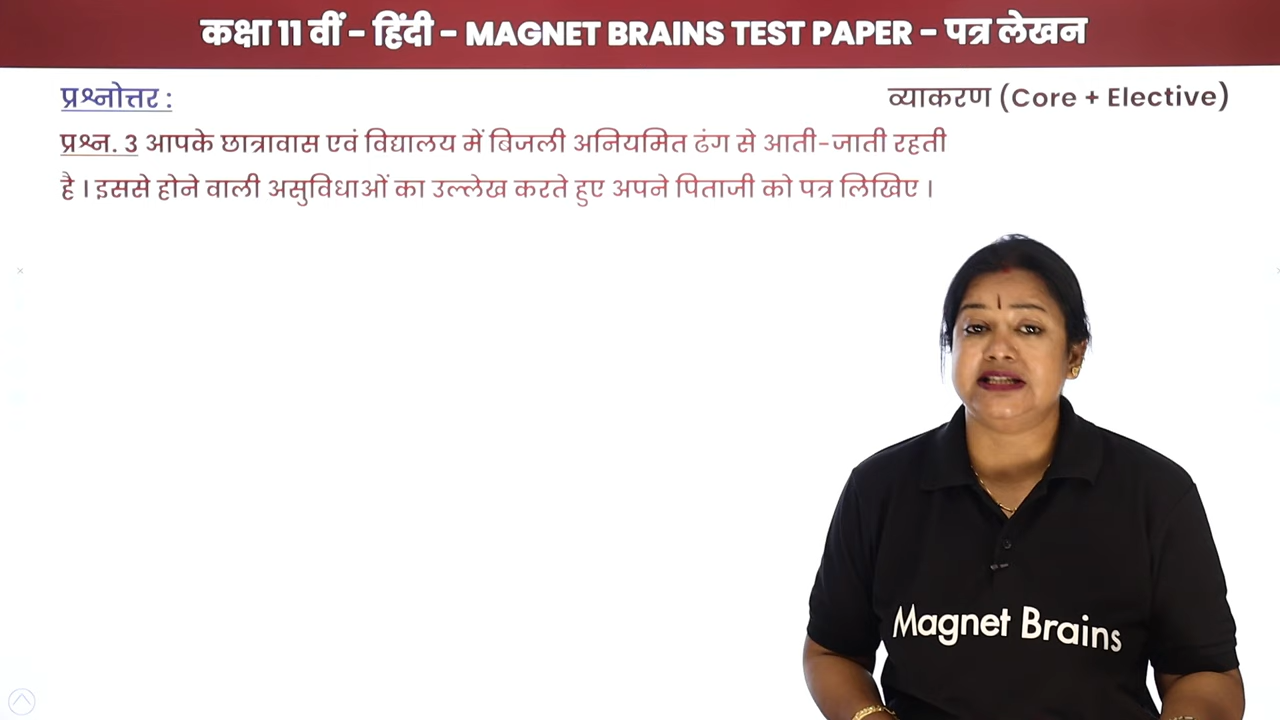 कक्षा 11 वीं - हिंदी - MAGNET BRAINS TEST PAPER - पत्र लेखन
प्रश्नोत्तर :
व्याकरण (Core + Elective)
प्रश्न. 3 आपके छात्रावास एवं विद्यालय में बिजली अनियमित ढंग से आती-जाती रहती
है । इससे होने वाली असुविधाओं का उल्लेख करते हुए अपने पिताजी को पत्र लिखिए ।
Magnet Brains